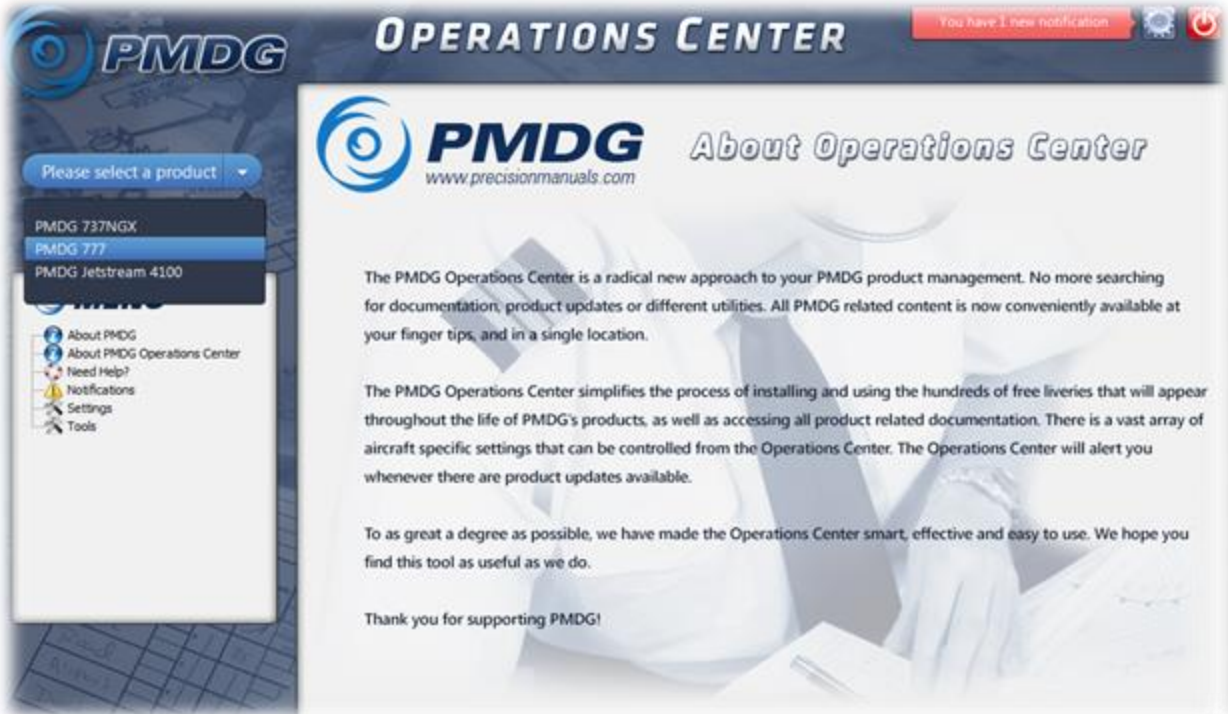 PMDG
OPERATIONS CENTER
You have 1 new notification
Please select a product
PMDG 737NGX
PMDG 777
PMDG Jetstream 4100
MENU
About PMDG
About PMDG Operations Center
Need Help?
Notifications
Settings
Tools
PMDG
www.precisionmanuals.com
About Operations Center
The PMDG Operations Center is a radical new approach to your PMDG product management. No more searching
for documentation, product updates or different utilities. All PMDG related content is now conveniently available at
your finger tips, and in a single location.
The PMDG Operations Center simplifies the process of installing and using the hundreds of free liveries that will appear
throughout the life of PMDG's products, as well as accessing all product related documentation. There is a vast array of
aircraft specific settings that can be controlled from the Operations Center. The Operations Center will alert you
whenever there are product updates available.
To as great a degree as possible, we have made the Operations Center smart, effective and easy to use. We hope you
find this tool as useful as we do.
Thank you for supporting PMDG!